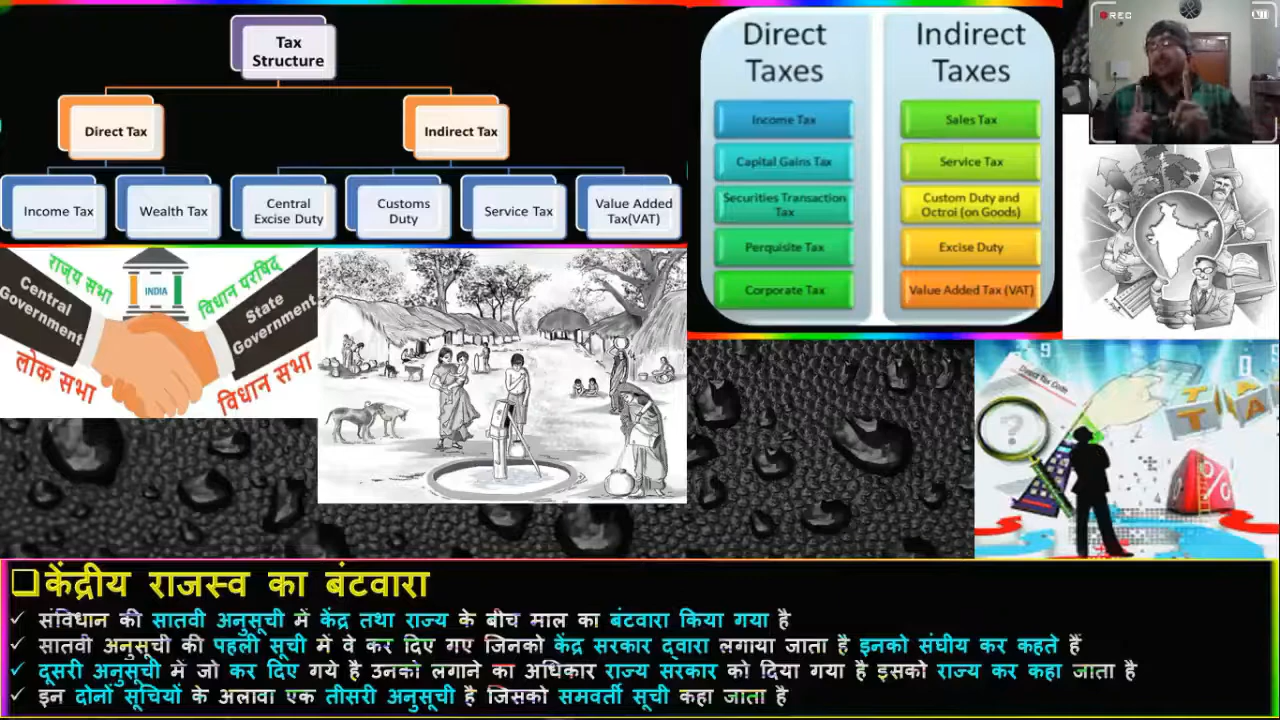 Tax
Structure
Direct Tax
Indirect Tax
Income Tax
Wealth Tax
Central
Excise Duty
Customs
Duty
Service Tax
Value Added
Tax(VAT)
Direct
Taxes
Income Tax
Capital Gains Tax
Securities Transaction
Tax
Perquisite Tax
Corporate Tax
Indirect
Taxes
Sales Tax
Service Tax
Custom Duty and
Octroi (on Goods)
Excise Duty
Value Added Tax (VAT)
REC
राज्य सभा
Central
Government
लोक सभा
INDIA
विधान परिषद्
State
Government
विधान सभा
Direct Tax Code
?
T
%
केंद्रीय राजस्व का बंटवारा
✓ संविधान की सातवी अनुसूची में केंद्र तथा राज्य के बीच माल का बंटवारा किया गया है
✓ सातवी अनुसूची की पहली सूची में वे कर दिए गए जिनको केंद्र सरकार द्वारा लगाया जाता है इनको संघीय कर कहते हैं
✓ दूसरी अनुसूची में जो कर दिए गये है उनको लगाने का अधिकार राज्य सरकार को दिया गया है इसको राज्य कर कहा जाता है
✓ इन दोनों सूचियों के अलावा एक तीसरी अनुसूची है जिसको समवर्ती सूची कहा जाता है